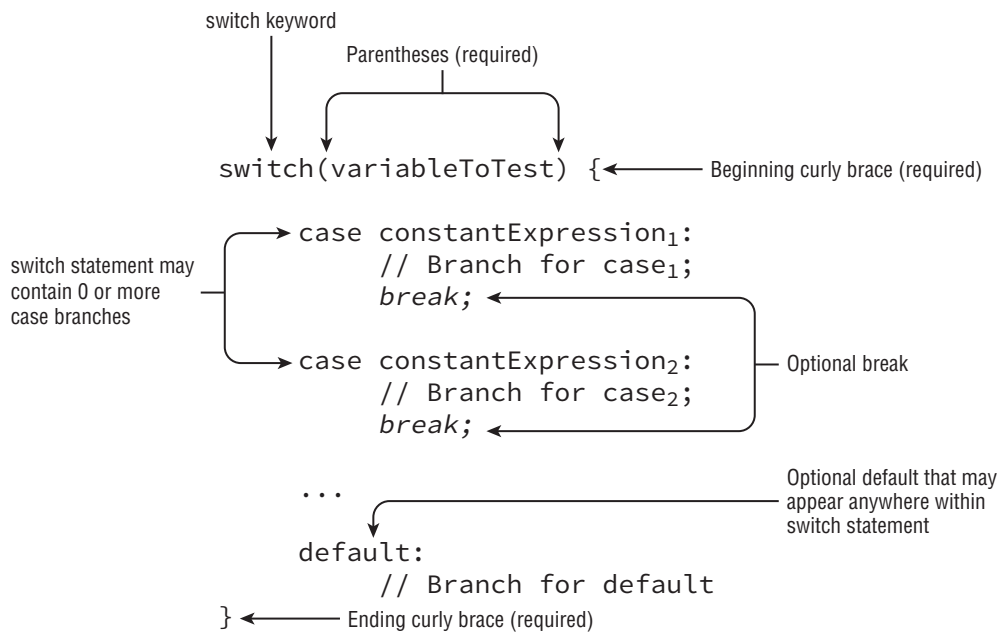 switch keyword
Parentheses (required)
switch(variableToTest) {
Beginning curly brace (required)
case constantExpression₁:
// Branch for case₁;
break;
switch statement may
contain 0 or more
case branches
case constantExpression₂:
// Branch for case₂;
break;
Optional break
...
Optional default that may
appear anywhere within
switch statement
default:
// Branch for default
}
Ending curly brace (required)